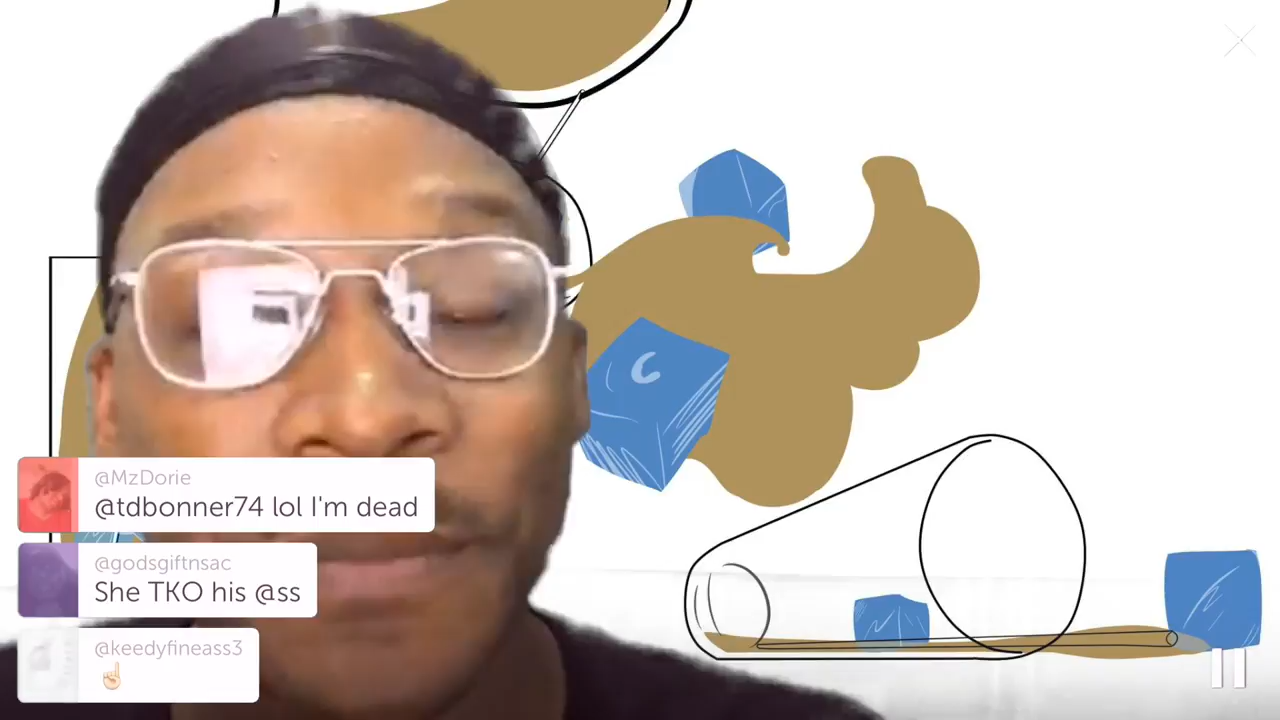 @MzDorie
@tdbonner74 lol I'm dead
@godsgiftnsac
She TKO his @ss
@keedyfineass3
☝🏻